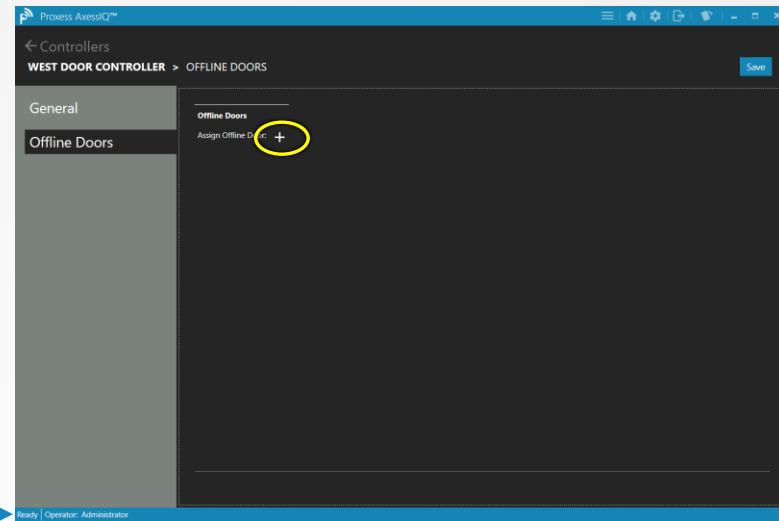 Proxess AxessIQ™
Controllers
WEST DOOR CONTROLLER > OFFLINE DOORS
Save
General
Offline Doors
Offline Doors
Assign Offline Door:
Ready Operator: Administrator